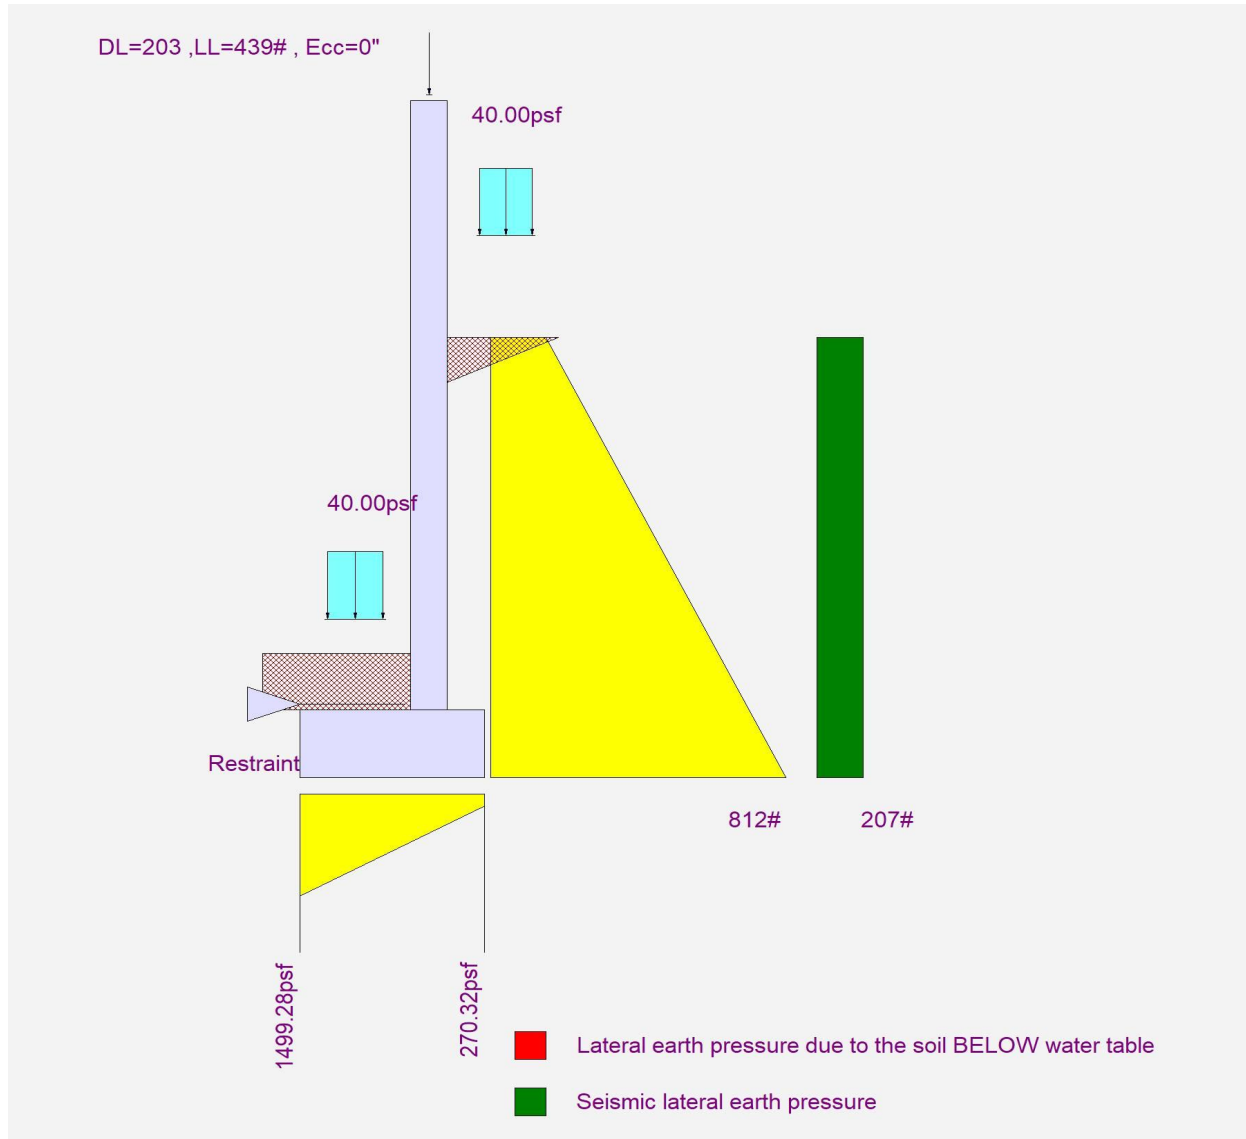 DL=203 ,LL=439# , Ecc=0"
40.00psf
40.00psf
Restraint
812#
207#
1499.28psf
270.32psf
Lateral earth pressure due to the soil BELOW water table
Seismic lateral earth pressure